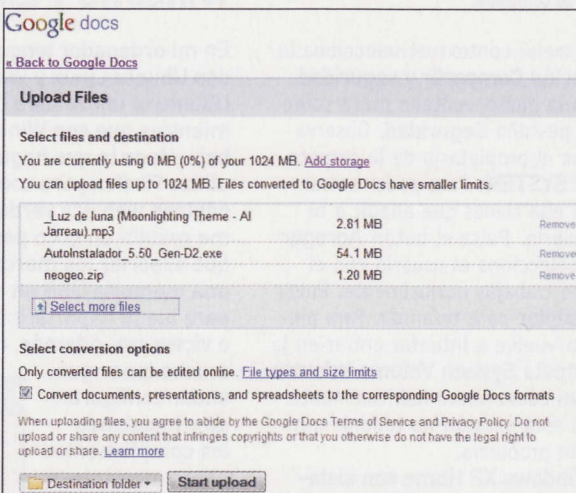 Google docs
« Back to Google Docs
Upload Files
Select files and destination
You are currently using 0 MB (0%) of your 1024 MB. Add storage
You can upload files up to 1024 MB. Files converted to Google Docs have smaller limits.
_Luz de luna (Moonlighting Theme - Al
Jarreau).mp3 2.81 MB Remove
AutoInstalador_5.50_Gen-D2.exe 54.1 MB Remove
neogeo.zip 1.20 MB Remove
Select more files
Select conversion options
Only converted files can be edited online. File types and size limits
Convert documents, presentations, and spreadsheets to the corresponding Google Docs formats
When uploading files, you agree to abide by the Google Docs Terms of Service and Privacy Policy. Do not
upload or share any content that infringes copyrights or that you otherwise do not have the legal right to
upload or share. Learn more
Destination folder Start upload